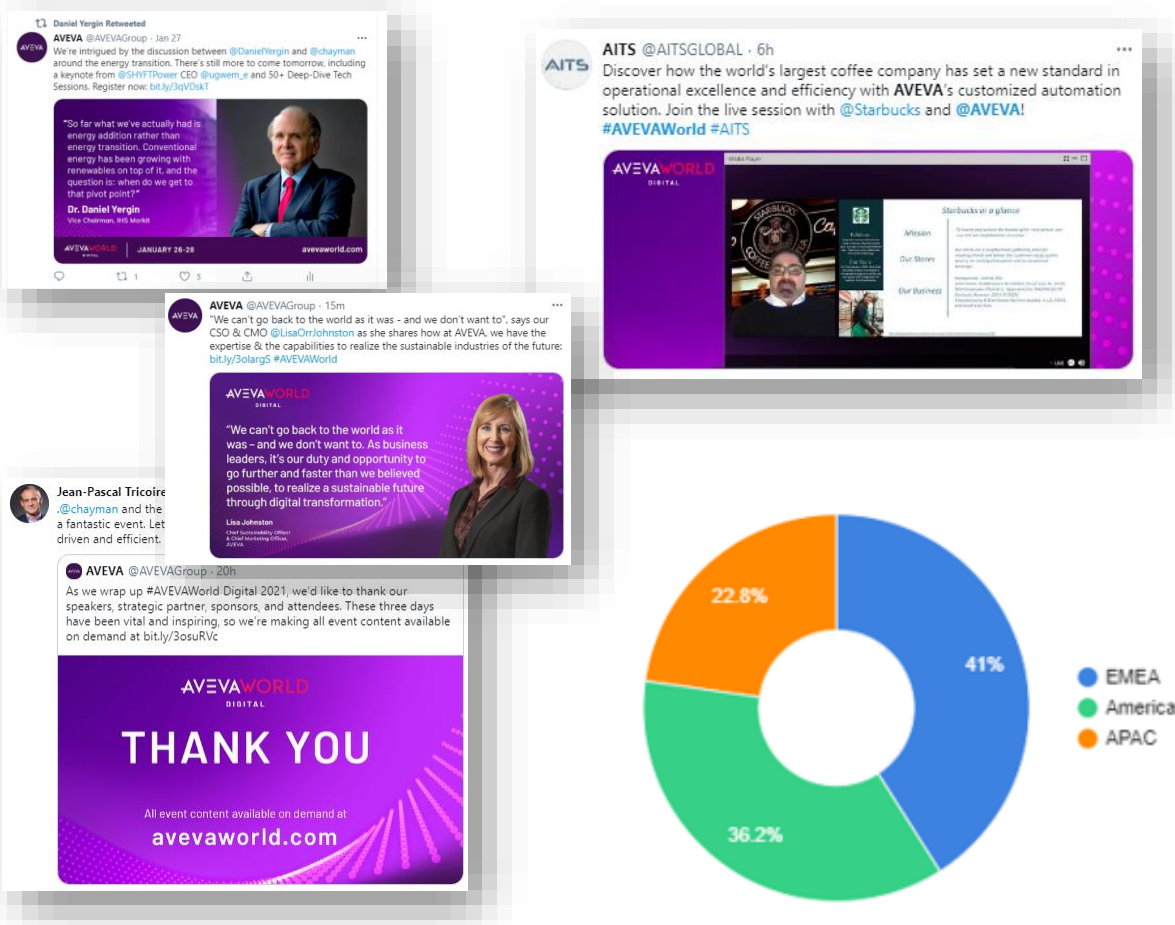 Daniel Yergin Retweeted
AVEVA @AVEVAGroup · Jan 27
We're intrigued by the discussion between @DanielYergin and @chayman
around the energy transition. There's still more to come tomorrow, including
a keynote from @SHYFTPower CEO @ugwem_e and 50+ Deep-Dive Tech
Sessions. Register now: bit.ly/3qVDskT
"So far what we've actually had is
energy addition rather than
energy transition. Conventional
energy has been growing with
renewables on top of it, and the
question is: when do we get to
that pivot point?"
Dr. Daniel Yergin
Vice Chairman, IHS Markit
AVEVAWORLD
DIGITAL
JANUARY 26-28
avevaworld.com
1
5
AITS @AITSGLOBAL · 6h
AITS
Discover how the world's largest coffee company has set a new standard in
operational excellence and efficiency with AVEVA's customized automation
solution. Join the live session with @Starbucks and @AVEVA!
#AVEVAWorld #AITS
AVEVAWORLD
DIGITAL
Media Player
STARBUCKS
COFFEE
Starbucks in a glance
Mission
Our Stores
Our Business
LIVE
AVEVA
AVEVA @AVEVAGroup · 15m
"We can't go back to the world as it was - and we don't want to", says our
CSO & CMO @LisaOrrJohnston as she shares how at AVEVA, we have the
expertise & the capabilities to realize the sustainable industries of the future:
bit.ly/3olargS #AVEVAWorld
AVEVAWORLD
DIGITAL
"We can't go back to the world as it
was – and we don't want to. As business
leaders, it's our duty and opportunity to
go further and faster than we believed
possible, to realize a sustainable future
through digital transformation."
Lisa Johnston
Chief Sustainability Officer
& Chief Marketing Officer,
AVEVA
Jean-Pascal Tricoire
.@chayman and the
a fantastic event. Let
driven and efficient.
AVEVA @AVEVAGroup · 20h
As we wrap up #AVEVAWorld Digital 2021, we'd like to thank our
speakers, strategic partner, sponsors, and attendees. These three days
have been vital and inspiring, so we're making all event content available
on demand at bit.ly/3osuRVc
AVEVAWORLD
DIGITAL
THANK YOU
All event content available on demand at
avevaworld.com
22.8%
41%
36.2%
EMEA
America
APAC